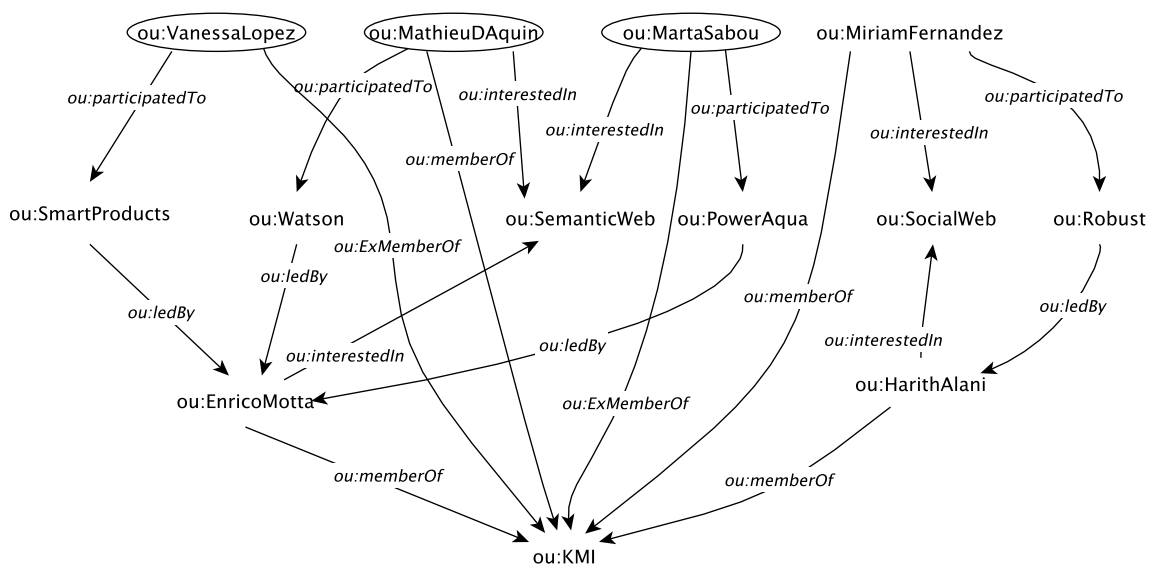 ou:VanessaLopez
ou:MathieuDAquin
ou:MartaSabou
ou:MiriamFernandez
ou:participatedTo
ou:participatedTo
ou:interestedIn
ou:participatedTo
ou:participatedTo
ou:interestedIn
ou:interestedIn
ou:memberOf
ou:SmartProducts
ou:Watson
ou:SemanticWeb
ou:PowerAqua
ou:SocialWeb
ou:Robust
ou:ExMemberOf
ou:ledBy
ou:memberOf
ou:ledBy
ou:ledBy
ou:interestedIn
ou:ledBy
ou:interestedIn
ou:HarithAlani
ou:EnricoMotta
ou:ExMemberOf
ou:memberOf
ou:memberOf
ou:KMI